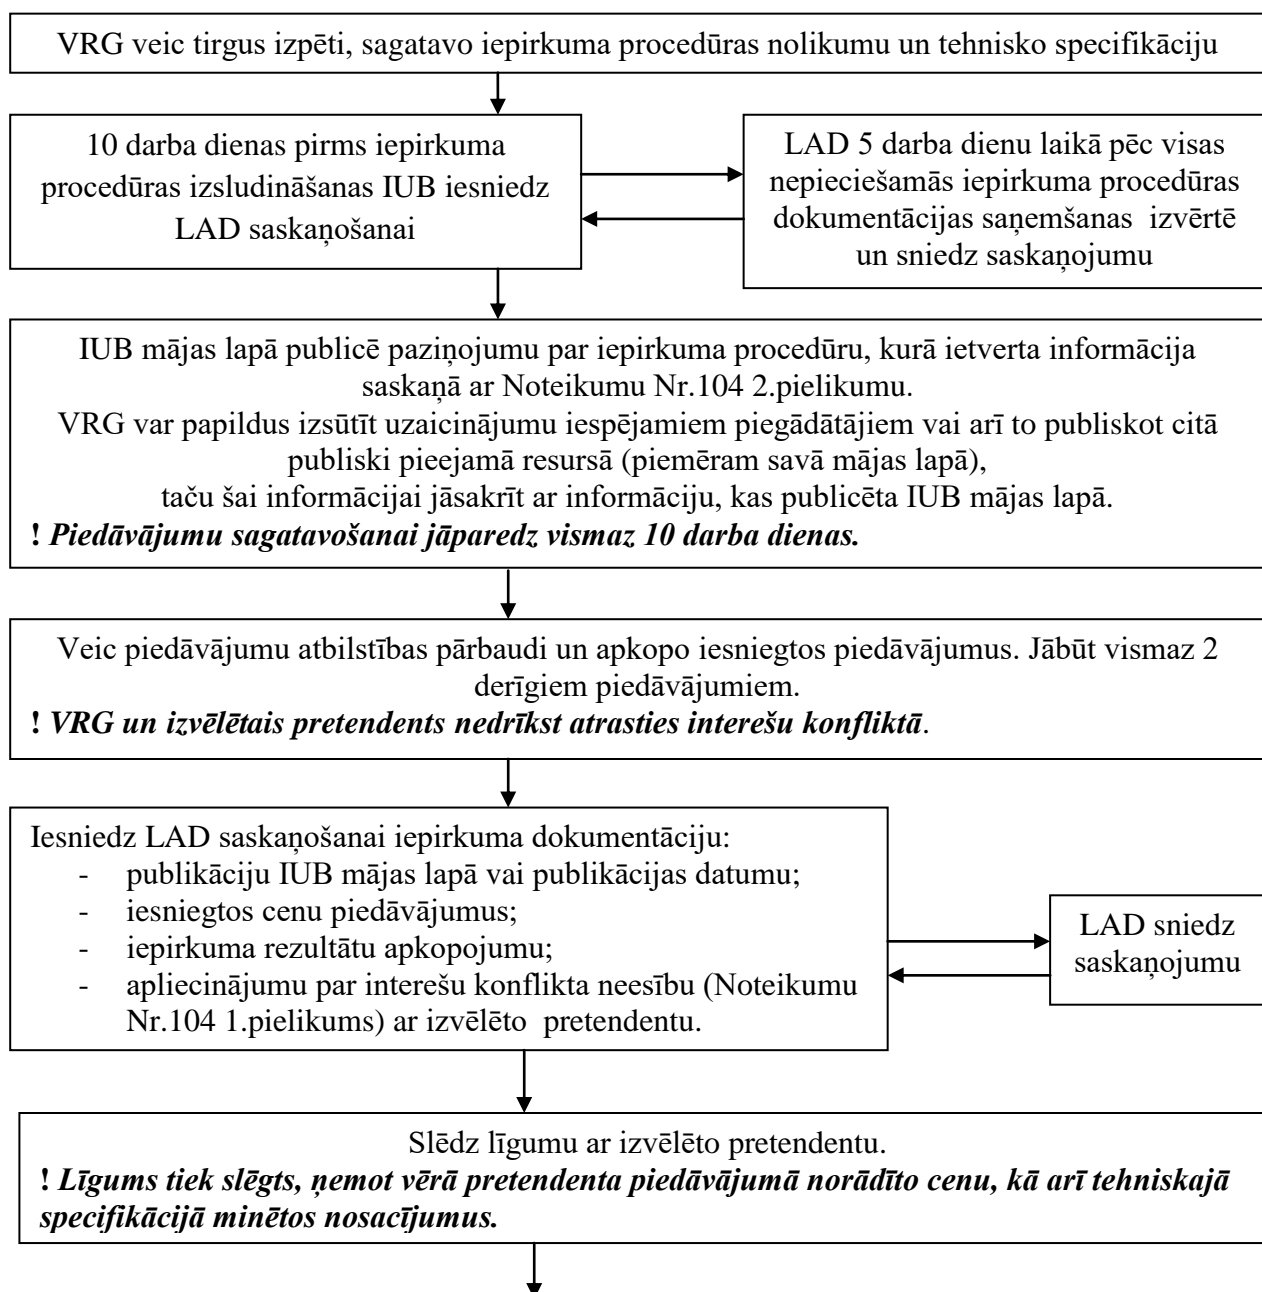 VRG veic tirgus izpēti, sagatavo iepirkuma procedūras nolikumu un tehnisko specifikāciju
10 darba dienas pirms iepirkuma
procedūras izsludināšanas IUB iesniedz
LAD saskaņošanai
LAD 5 darba dienu laikā pēc visas
nepieciešamās iepirkuma procedūras
dokumentācijas saņemšanas izvērtē
un sniedz saskaņojumu
IUB mājas lapā publicē paziņojumu par iepirkuma procedūru, kurā ietverta informācija
saskaņā ar Noteikumu Nr.104 2.pielikumu.
VRG var papildus izsūtīt uzaicinājumu iespējamiem piegādātājiem vai arī to publiskot citā
publiski pieejamā resursā (piemēram savā mājas lapā),
taču šai informācijai jāsakrīt ar informāciju, kas publicēta IUB mājas lapā.
! Piedāvājumu sagatavošanai jāparedz vismaz 10 darba dienas.
Veic piedāvājumu atbilstības pārbaudi un apkopo iesniegtos piedāvājumus. Jābūt vismaz 2
derīgiem piedāvājumiem.
! VRG un izvēlētais pretendents nedrīkst atrasties interešu konfliktā.
Iesniedz LAD saskaņošanai iepirkuma dokumentāciju:
- publikāciju IUB mājas lapā vai publikācijas datumu;
- iesniegtos cenu piedāvājumus;
- iepirkuma rezultātu apkopojumu;
- apliecinājumu par interešu konflikta neesību (Noteikumu
Nr.104 1.pielikums) ar izvēlēto pretendentu.
LAD sniedz
saskaņojumu
Slēdz līgumu ar izvēlēto pretendentu.
! Līgums tiek slēgts, ņemot vērā pretendenta piedāvājumā norādīto cenu, kā arī tehniskajā
specifikācijā minētos nosacījumus.